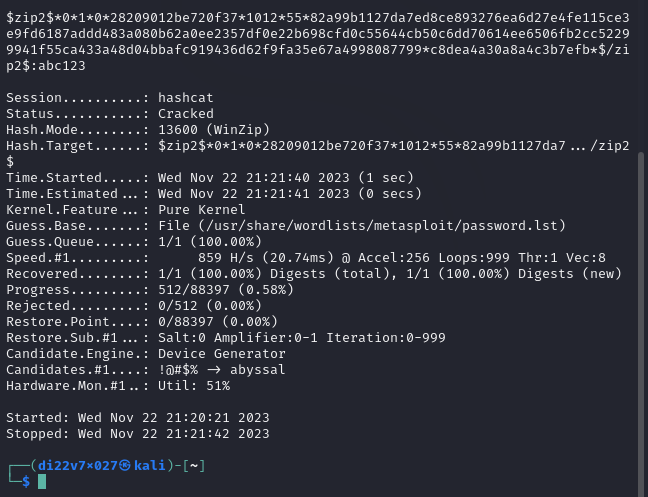 $zip2$*0*1*0*28209012be720f37*1012*55*82a99b1127da7ed8ce893276ea6d27e4fe115ce3
e9fd6187addd483a080b62a0ee2357df0e22b698cfd0c55644cb50c6dd70614ee6506fb2cc5229
9941f55ca433a48d04bbafc919436d62f9fa35e67a4998087799*c8dea4a30a8a4c3b7efb*$/zi
p2$:abc123
Session..........: hashcat
Status...........: Cracked
Hash.Mode........: 13600 (WinZip)
Hash.Target......: $zip2$*0*1*0*28209012be720f37*1012*55*82a99b1127da7.../zip2
$
Time.Started.....: Wed Nov 22 21:21:40 2023 (1 sec)
Time.Estimated...: Wed Nov 22 21:21:41 2023 (0 secs)
Kernel.Feature...: Pure Kernel
Guess.Base.......: File (/usr/share/wordlists/metasploit/password.lst)
Guess.Queue......: 1/1 (100.00%)
Speed.#1.........:      859 H/s (20.74ms) @ Accel:256 Loops:999 Thr:1 Vec:8
Recovered........: 1/1 (100.00%) Digests (total), 1/1 (100.00%) Digests (new)
Progress.........: 512/88397 (0.58%)
Rejected.........: 0/512 (0.00%)
Restore.Point....: 0/88397 (0.00%)
Restore.Sub.#1...: Salt:0 Amplifier:0-1 Iteration:0-999
Candidate.Engine.: Device Generator
Candidates.#1....: !@#$% -> abyssal
Hardware.Mon.#1..: Util: 51%
Started: Wed Nov 22 21:20:21 2023
Stopped: Wed Nov 22 21:21:42 2023
┌──(di22v7×027㉿kali)-[~]
└─$